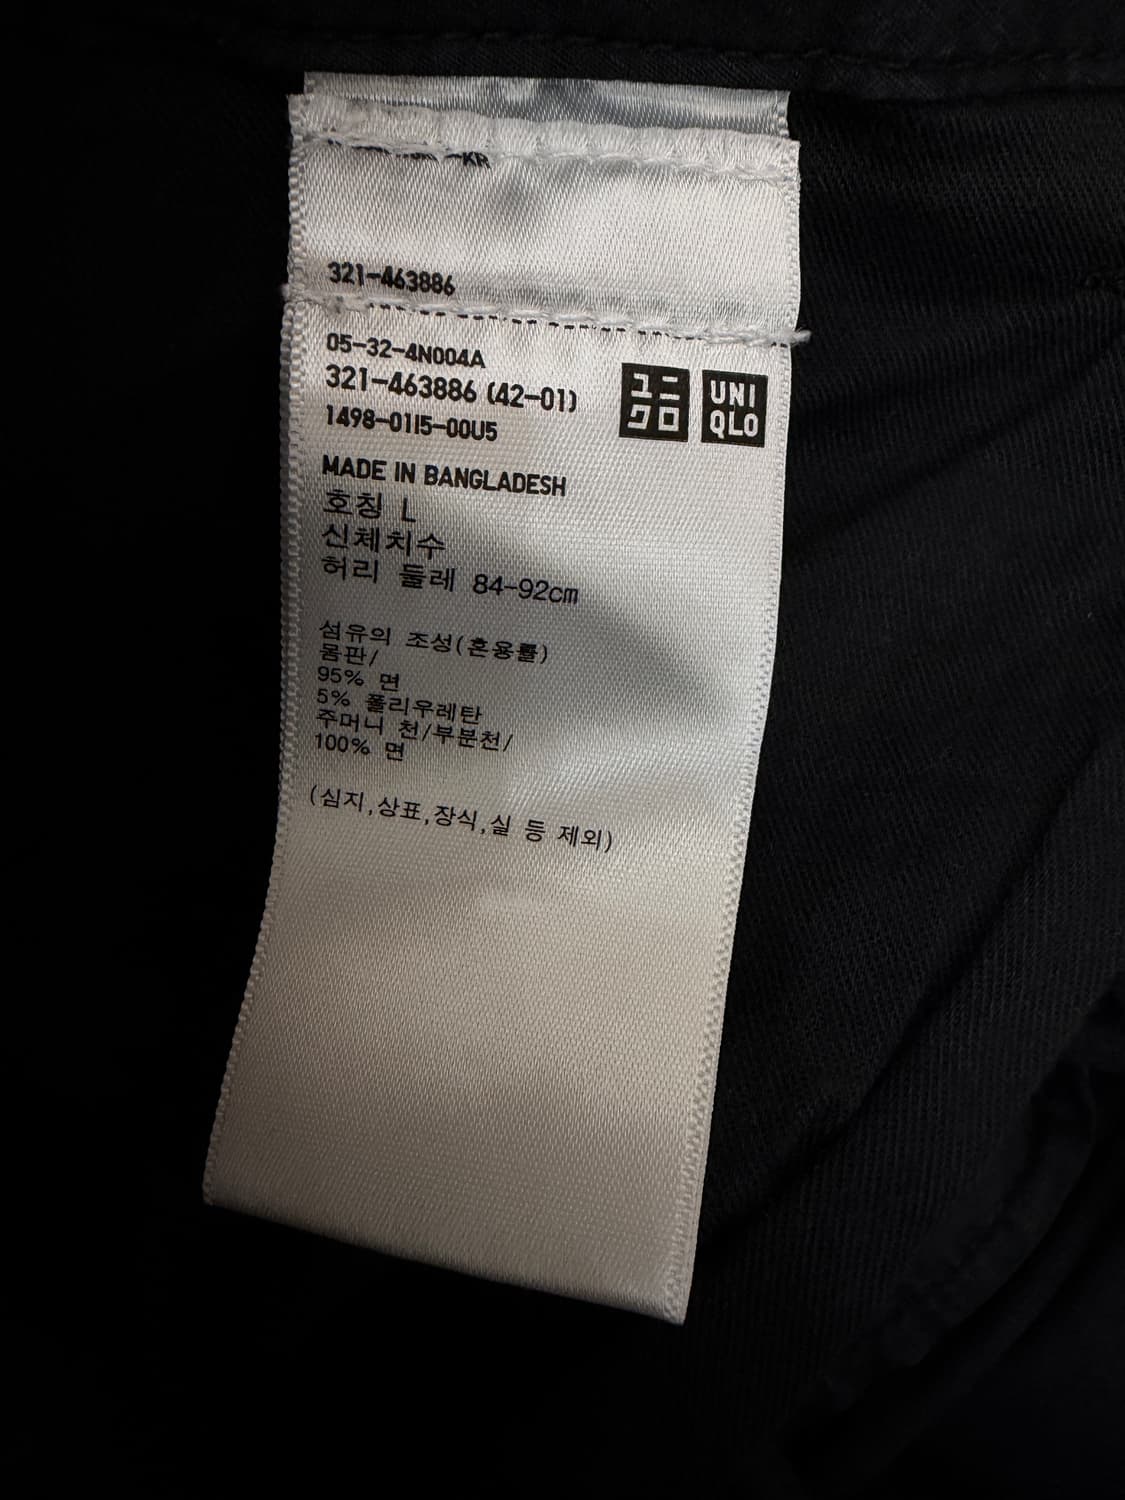 KR
321-463886
05-32-4N004A
321-463886 (42-01)
1498-0115-00U5
ユニ
クロ
UNI
QLO
MADE IN BANGLADESH
호칭 L
신체치수
허리 둘레 84-92cm
섬유의 조성(혼용률)
몸판/
95% 면
5% 폴리우레탄
주머니 천/부분천/
100% 면
(심지,상표,장식,실 등 제외)